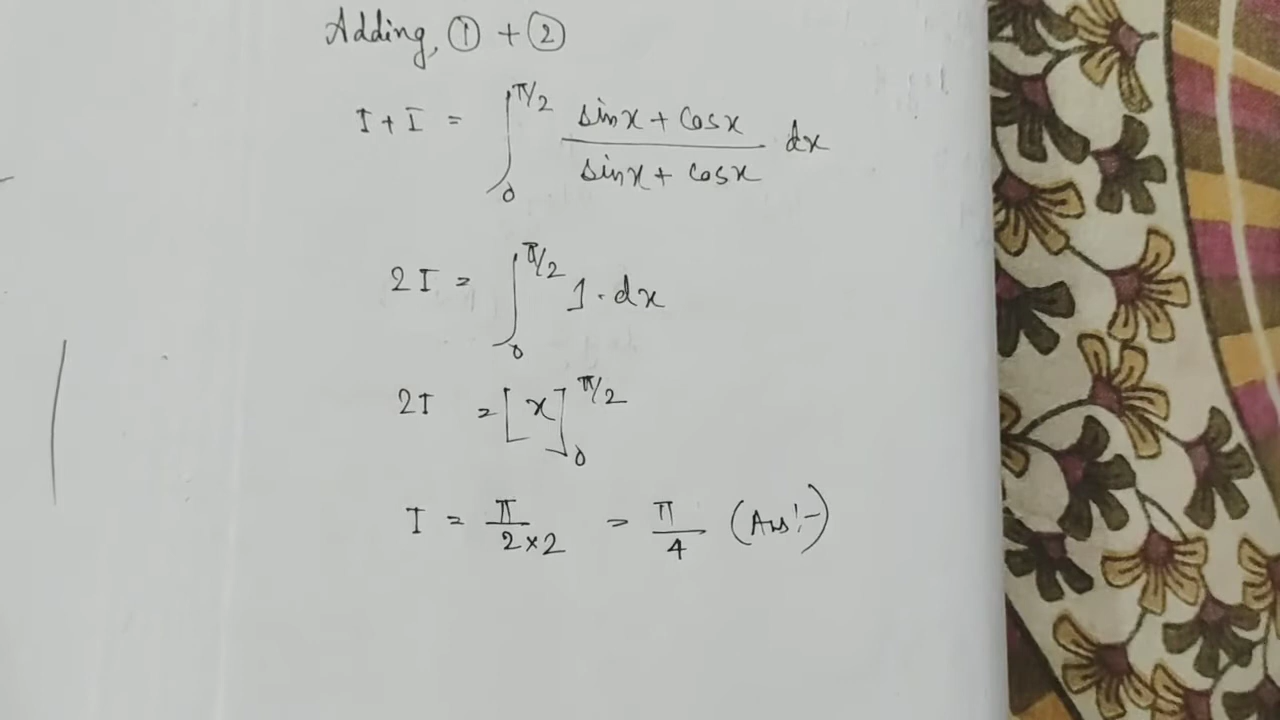 Adding, ① + ②
I + I = ∫₀^π/2 (sinx + cosx)/(sinx + cosx) dx
2I = ∫₀^π/2 1 · dx
2I = [x]₀^π/2
I = π/(2×2) = π/4 (Ans:-)